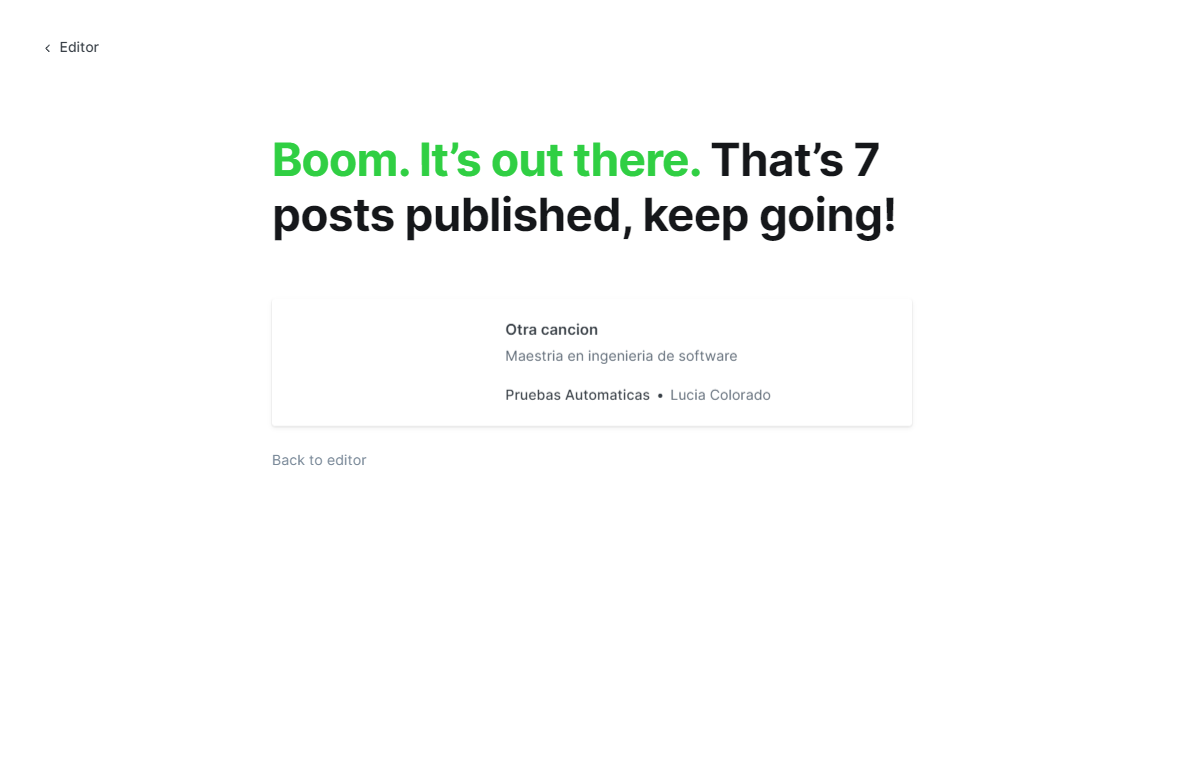 Editor
Boom. It’s out there. That’s 7
posts published, keep going!
Otra cancion
Maestria en ingenieria de software
Pruebas Automaticas • Lucia Colorado
Back to editor